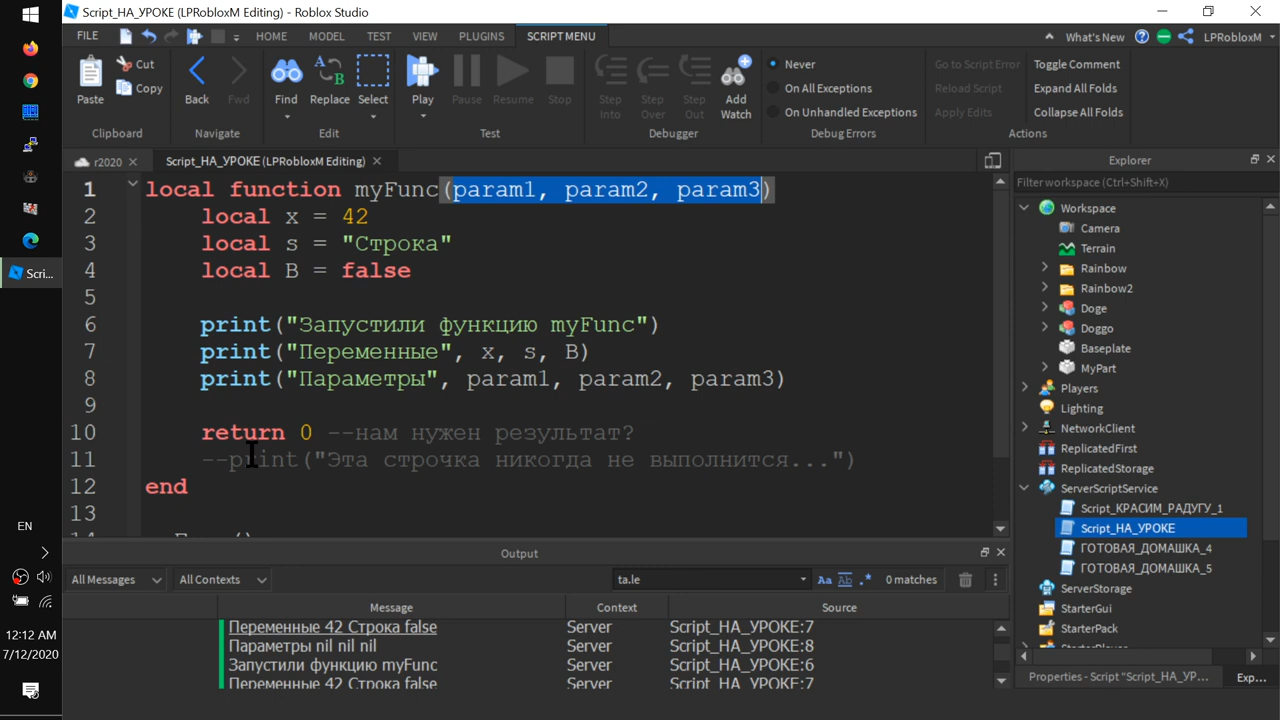 Script_НА_УРОКЕ (LPRobloxM Editing) - Roblox Studio
FILE HOME MODEL TEST VIEW PLUGINS SCRIPT MENU What's New LPRobloxM
Paste Cut Copy Back Fwd Find Replace Select Play Pause Resume Stop Step Into Step Over Step Out Add Watch
Never
On All Exceptions
On Unhandled Exceptions
Go to Script Error
Reload Script
Apply Edits
Toggle Comment
Expand All Folds
Collapse All Folds
Clipboard Navigate Edit Test Debugger Debug Errors Actions
r2020 Script_НА_УРОКЕ (LPRobloxM Editing)
1 local function myFunc(param1, param2, param3)
2 local x = 42
3 local s = "Строка"
4 local B = false
5
6 print("Запустили функцию myFunc")
7 print("Переменные", x, s, B)
8 print("Параметры", param1, param2, param3)
9
10 return 0 --нам нужен результат?
11 --print("Эта строчка никогда не выполнится...")
12 end
13
Explorer
Filter workspace (Ctrl+Shift+X)
Workspace
Camera
Terrain
Rainbow
Rainbow2
Doge
Doggo
Baseplate
MyPart
Players
Lighting
NetworkClient
ReplicatedFirst
ReplicatedStorage
ServerScriptService
Script_КРАСИМ_РАДУГУ_1
Script_НА_УРОКЕ
ГОТОВАЯ_ДОМАШКА_4
ГОТОВАЯ_ДОМАШКА_5
ServerStorage
StarterGui
StarterPack
Properties - Script "Script_НА_УР... Exp...
Output
All Messages All Contexts ta.le Aa Ab .* 0 matches
Message Context Source
Переменные 42 Строка false Server Script_НА_УРОКЕ:7
Параметры nil nil nil Server Script_НА_УРОКЕ:8
Запустили функцию myFunc Server Script_НА_УРОКЕ:6
Переменные 42 Строка false Server Script_НА_УРОКЕ:7
Scri...
EN
12:12 AM
7/12/2020